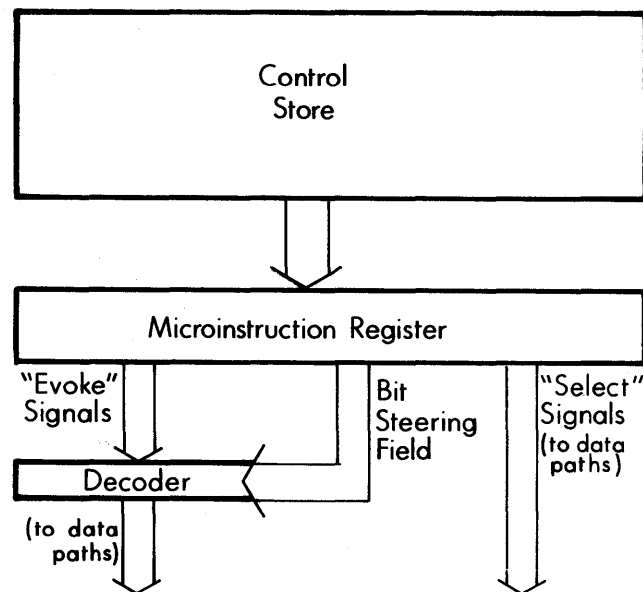 Control
Store
Microinstruction Register
"Evoke"
Signals
Bit
Steering
Field
"Select"
Signals
(to data
paths)
Decoder
(to data
paths)